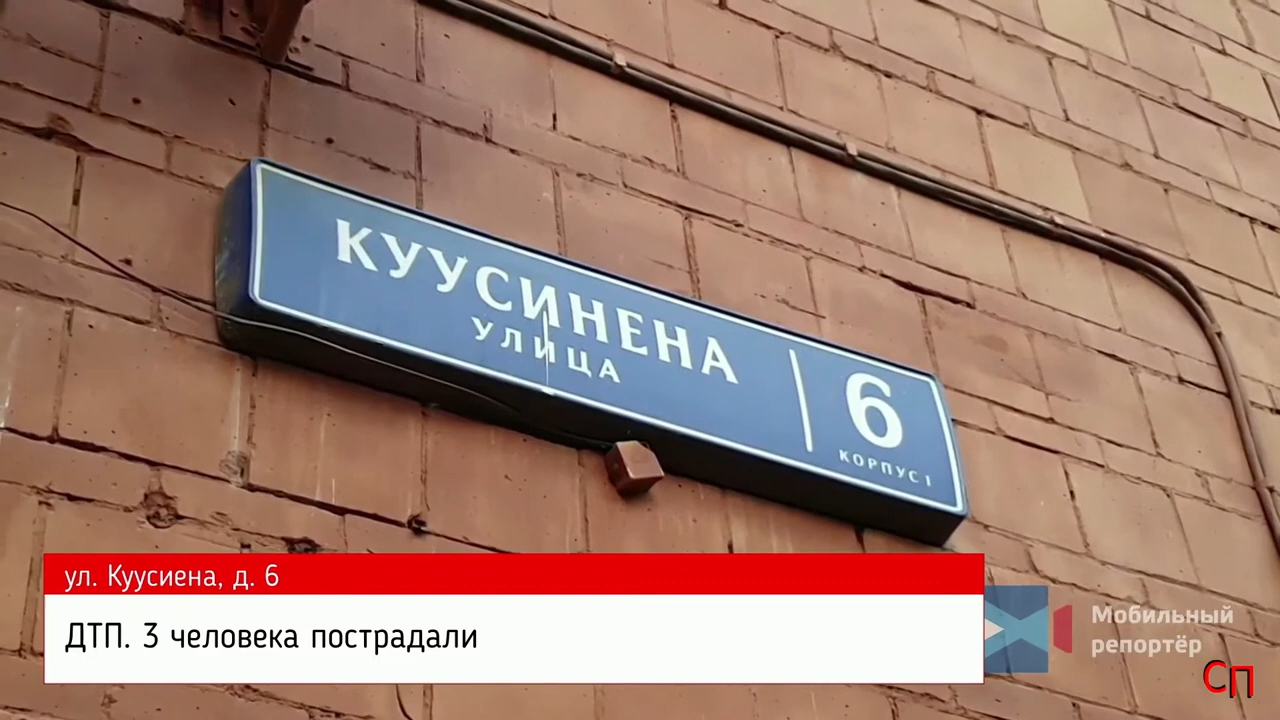 КУУСИНЕНА
УЛИЦА
6
КОРПУС 1
ул. Куусиена, д. 6
ДТП. 3 человека пострадали
Мобильный
репортёр
СП